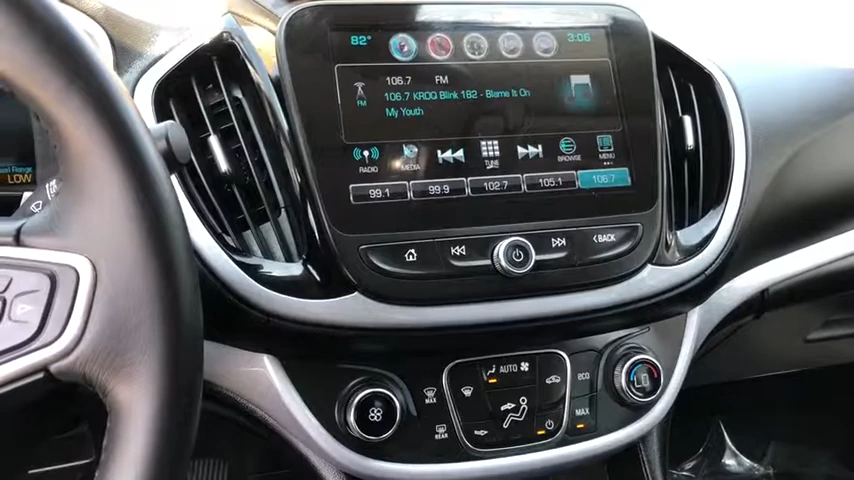 82°
3:06
106.7 FM
FM
106.7 KROQ Blink 182 - Blame It On
My Youth
RADIO
MEDIA
TUNE
BROWSE
MENU
99.1
99.9
102.7
105.1
106.7
BACK
Low
AUTO
ECO
MAX
LO
REAR
MAX